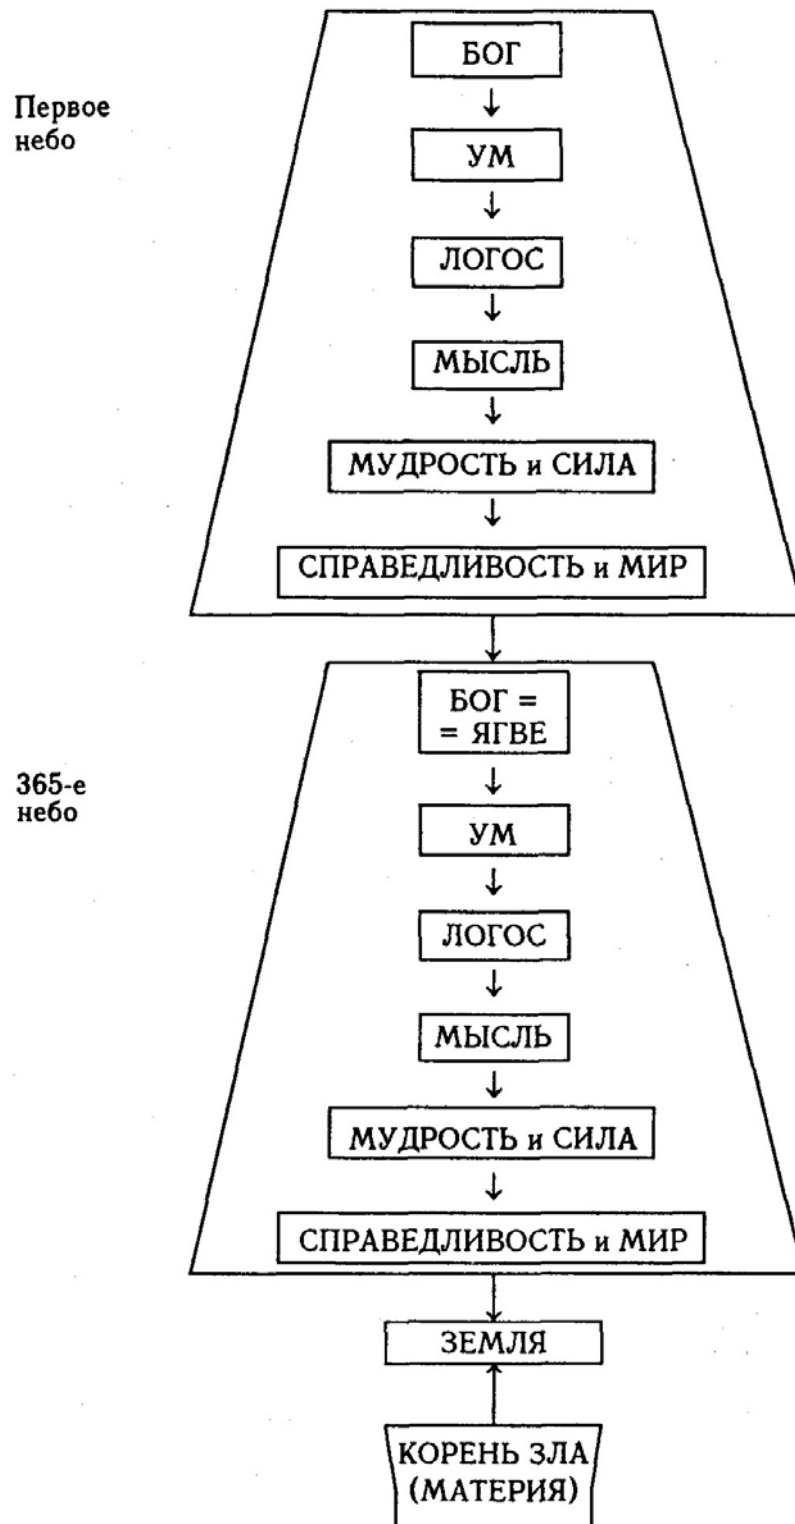 БОГ
Первое
небо
УМ
ЛОГОС
МЫСЛЬ
МУДРОСТЬ и СИЛА
СПРАВЕДЛИВОСТЬ и МИР
БОГ =
= ЯГВЕ
365-е
небо
УМ
ЛОГОС
МЫСЛЬ
МУДРОСТЬ и СИЛА
СПРАВЕДЛИВОСТЬ и МИР
ЗЕМЛЯ
КОРЕНЬ ЗЛА
(МАТЕРИЯ)